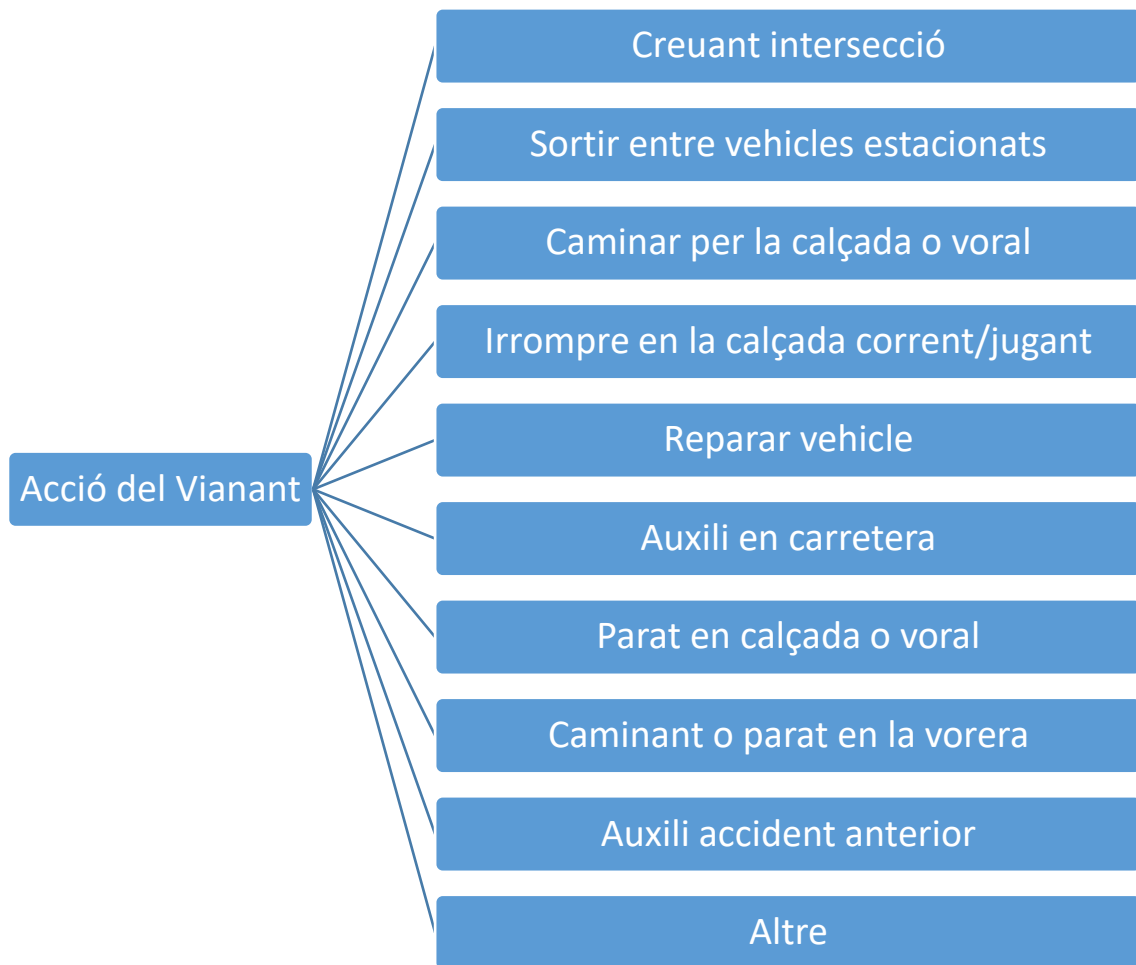 Acció del Vianant
Creuant intersecció
Sortir entre vehicles estacionats
Caminar per la calçada o voral
Irrompre en la calçada corrent/jugant
Reparar vehicle
Auxili en carretera
Parat en calçada o voral
Caminant o parat en la vorera
Auxili accident anterior
Altre